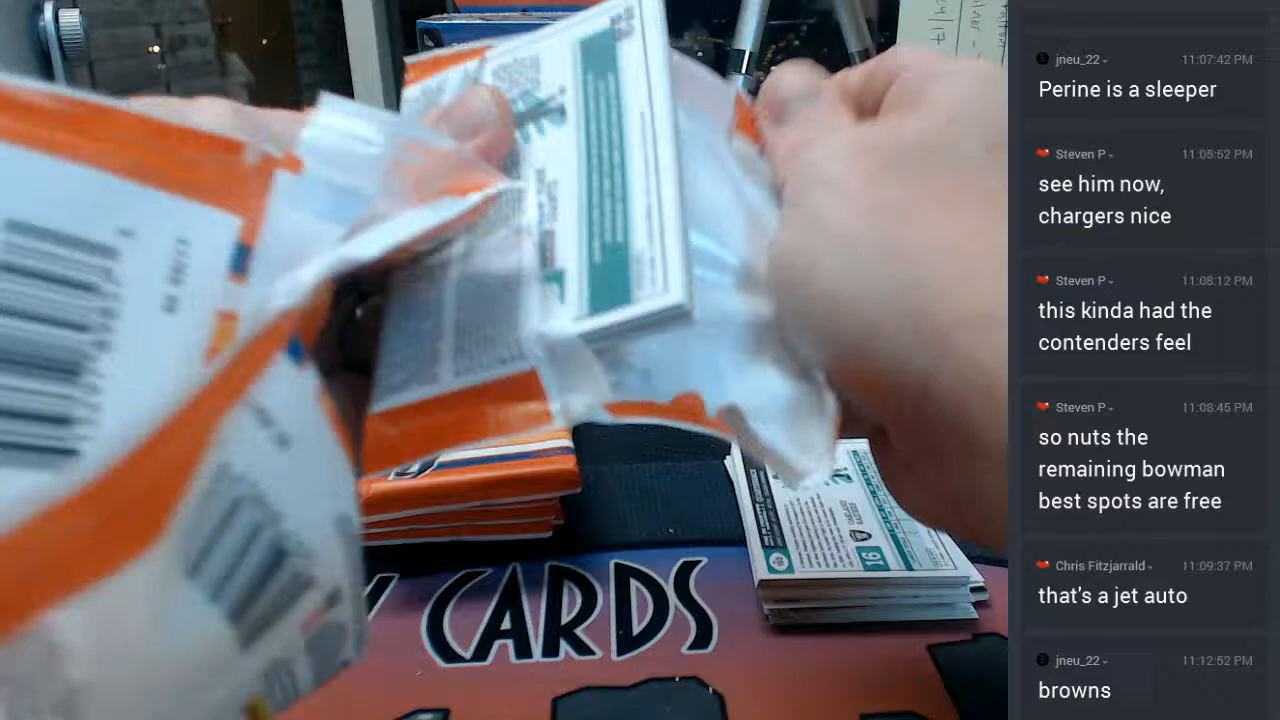 jneu_22
11:07:42 PM
Perine is a sleeper
Steven P
11:05:52 PM
see him now,
chargers nice
Steven P
11:08:12 PM
this kinda had the
contenders feel
Steven P
11:08:45 PM
so nuts the
remaining bowman
best spots are free
Chris Fitzjarrald
11:09:37 PM
that's a jet auto
jneu_22
11:12:52 PM
browns
CARDS
16